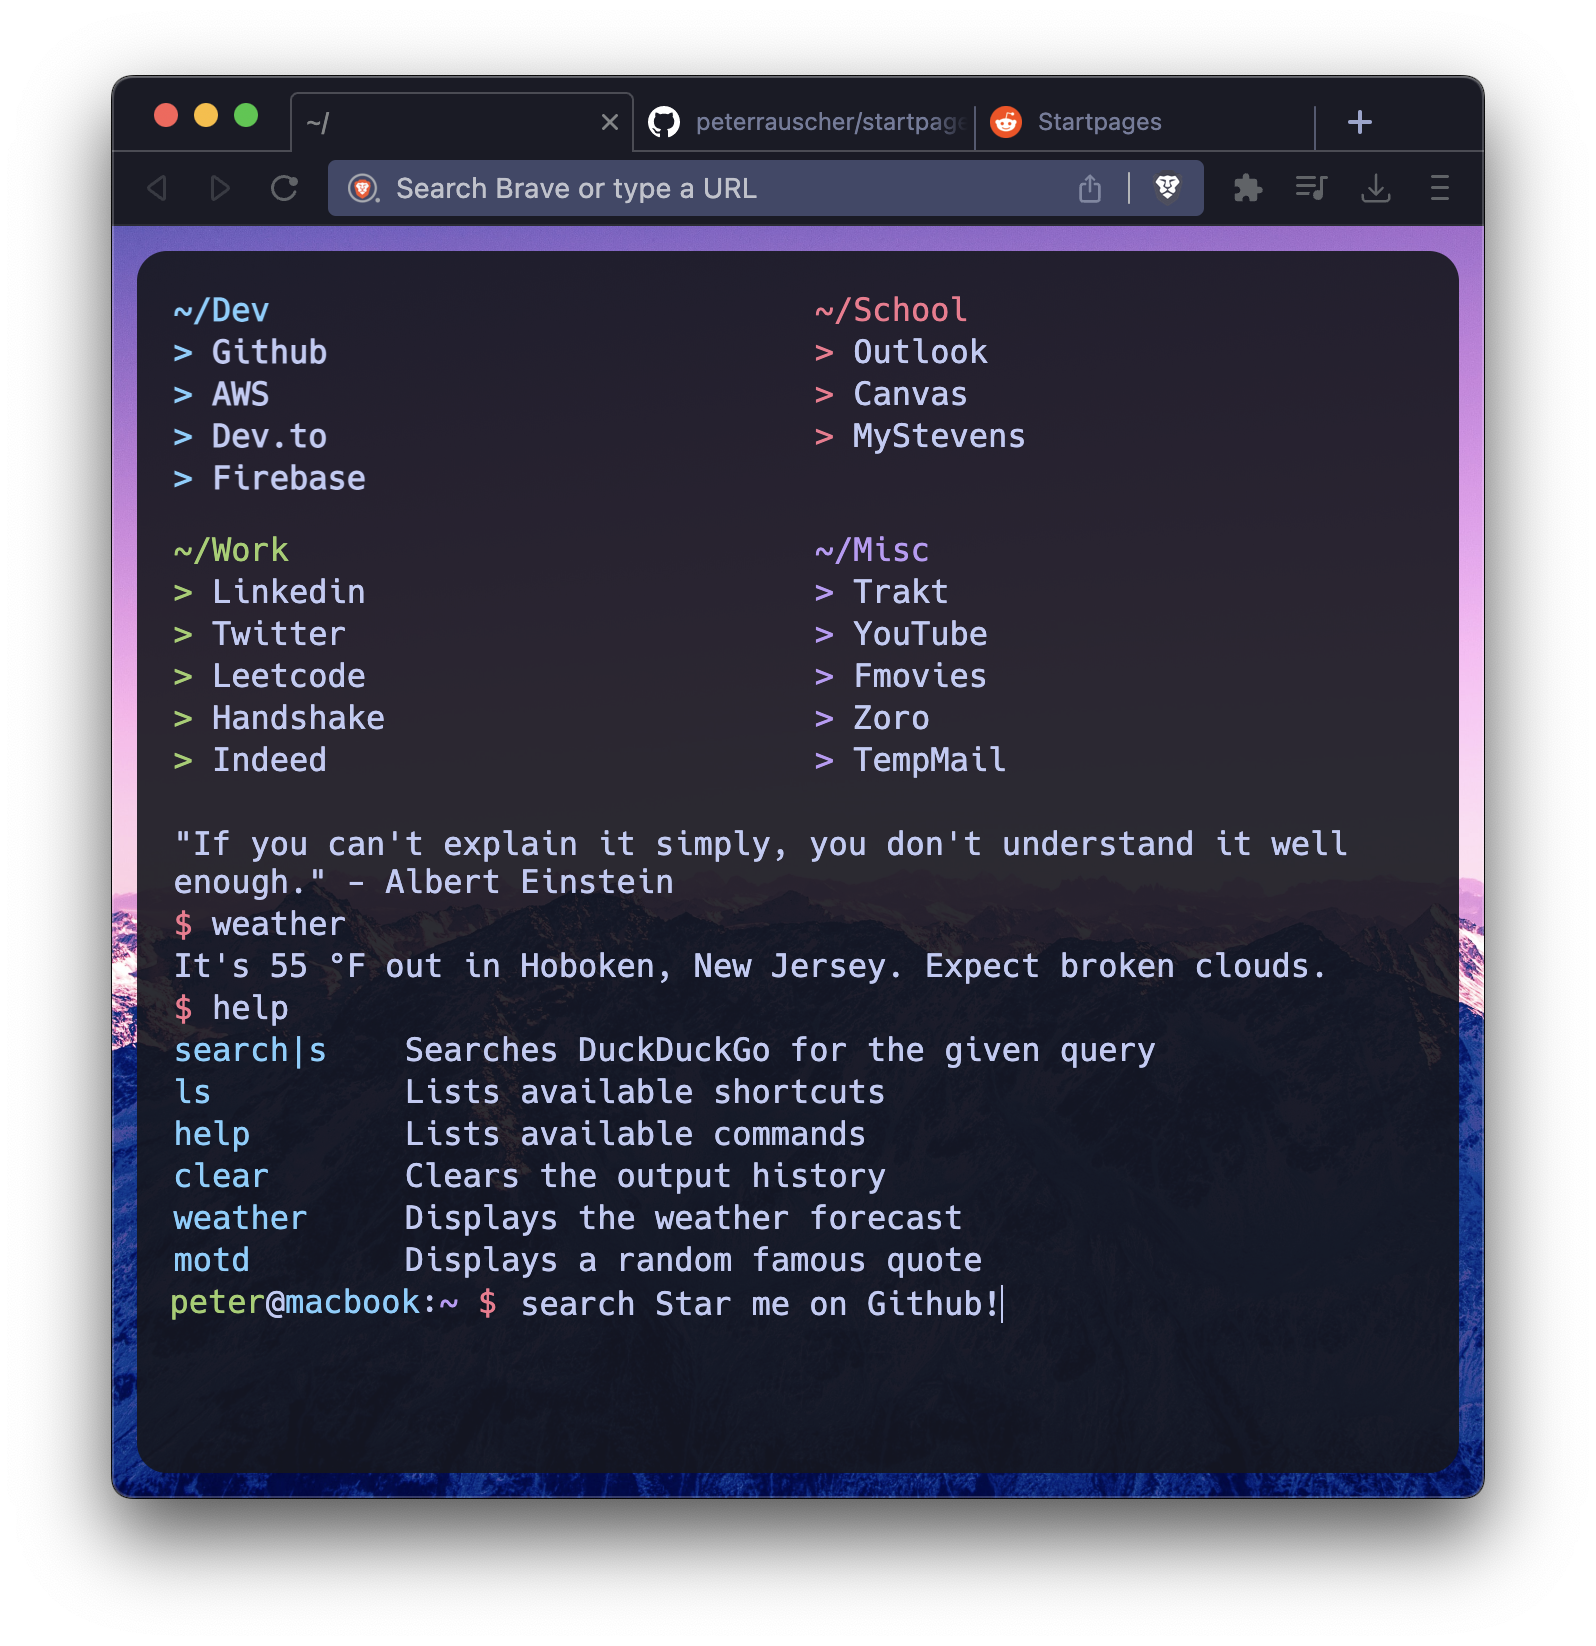 ~/
peterrauscher/startpage
Startpages
Search Brave or type a URL
~/Dev
> Github
> AWS
> Dev.to
> Firebase
~/School
> Outlook
> Canvas
> MyStevens
~/Work
> Linkedin
> Twitter
> Leetcode
> Handshake
> Indeed
~/Misc
> Trakt
> YouTube
> Fmovies
> Zoro
> TempMail
"If you can't explain it simply, you don't understand it well
enough." - Albert Einstein
$ weather
It's 55 °F out in Hoboken, New Jersey. Expect broken clouds.
$ help
search|s Searches DuckDuckGo for the given query
ls Lists available shortcuts
help Lists available commands
clear Clears the output history
weather Displays the weather forecast
motd Displays a random famous quote
peter@macbook:~ $ search Star me on Github!